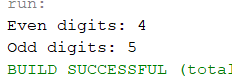 run:
Even digits: 4
Odd digits: 5
BUILD SUCCESSFUL (total